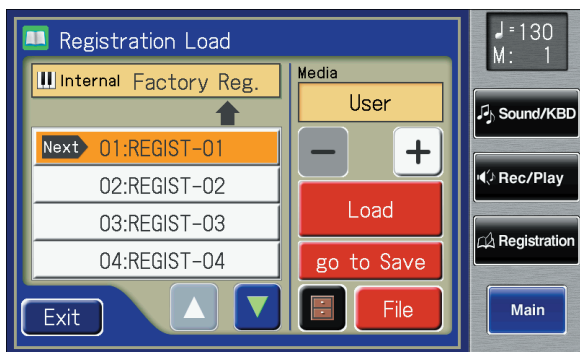 Registration Load
Internal Factory Reg.
Next 01:REGIST-01
02:REGIST-02
03:REGIST-03
04:REGIST-04
Exit
Media
User
− +
Load
go to Save
File
♩=130
M: 1
Sound/KBD
Rec/Play
Registration
Main